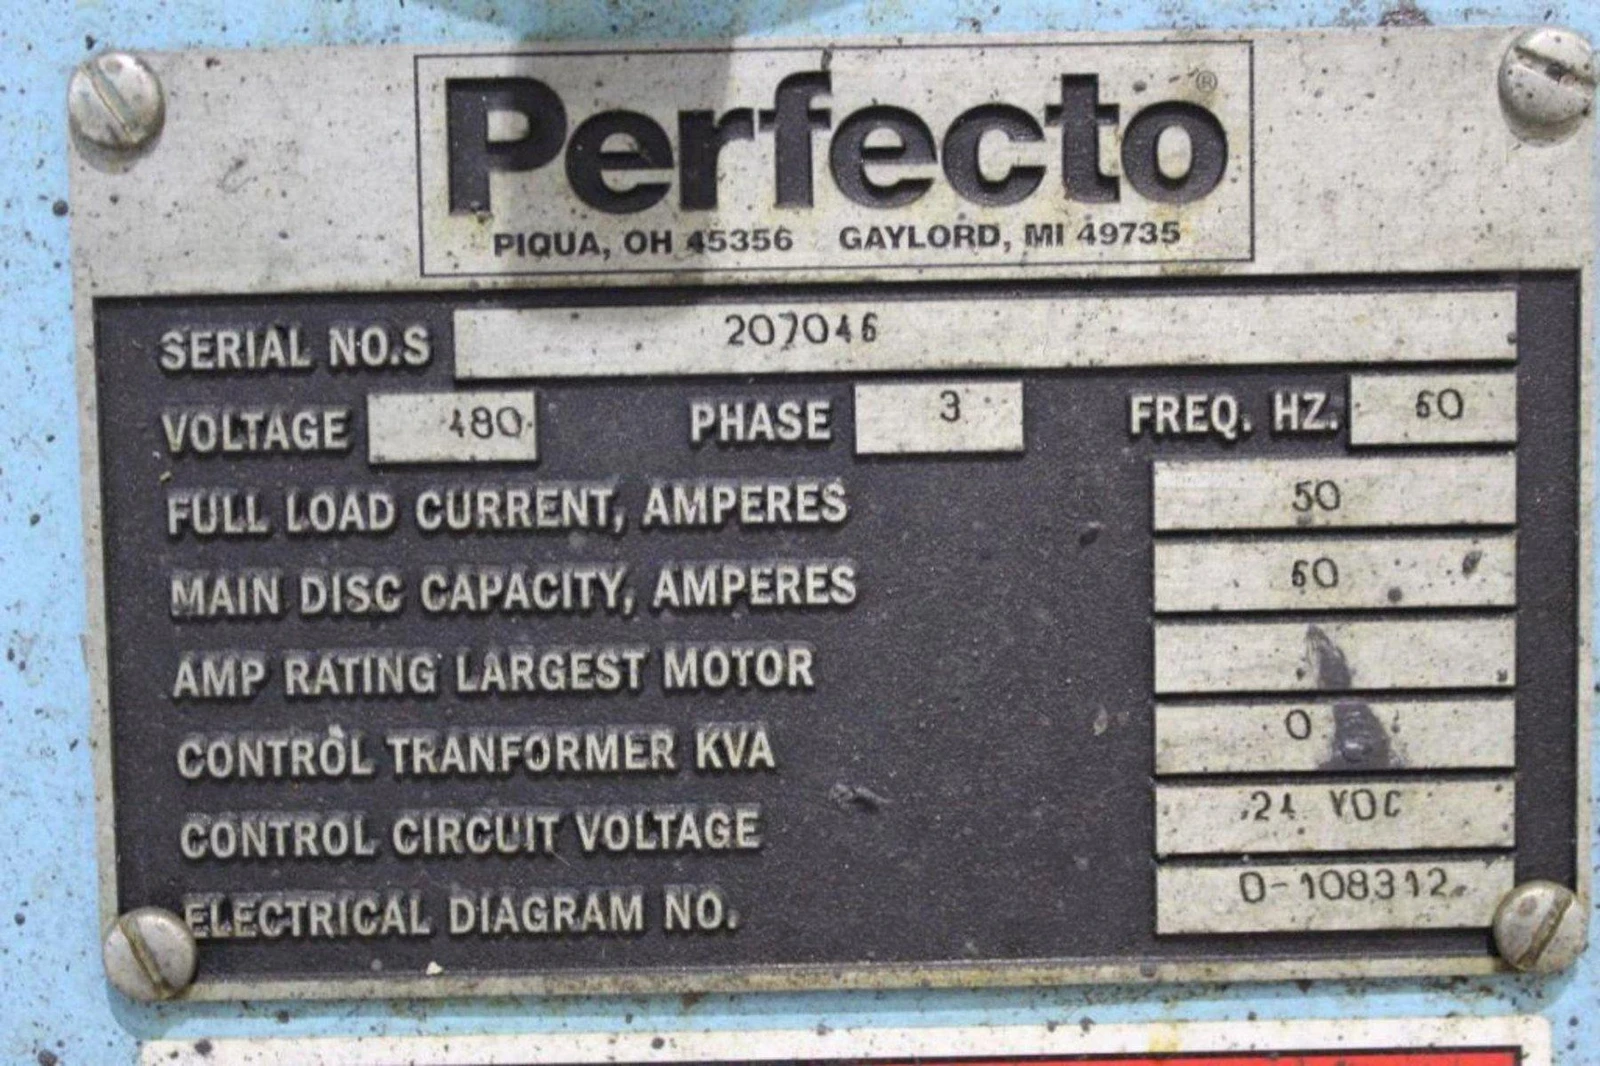 Perfecto®
PIQUA, OH 45356 GAYLORD, MI 49735
SERIAL NO.S 207046
VOLTAGE 480 PHASE 3 FREQ. HZ. 60
FULL LOAD CURRENT, AMPERES 50
MAIN DISC CAPACITY, AMPERES 60
AMP RATING LARGEST MOTOR
CONTROL TRANFORMER KVA 0
CONTROL CIRCUIT VOLTAGE 24 VDC
ELECTRICAL DIAGRAM NO. D-108312